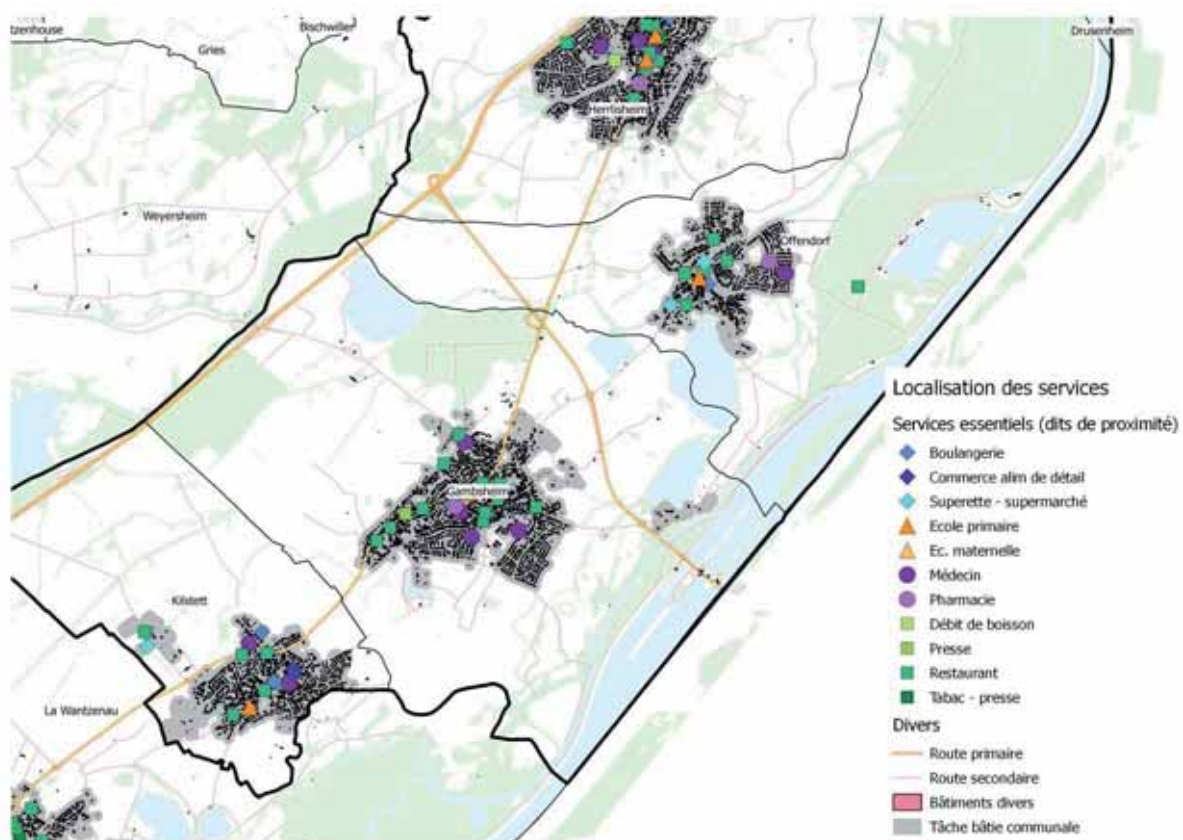 tzenhouse
Gries
Bischwiller
Drusenheim
Herrlisheim
Weyersheim
Offendorf
Gambsheim
Kilstett
La Wantzenau
Localisation des services
Services essentiels (dits de proximité)
Boulangerie
Commerce alim de détail
Superette - supermarché
Ecole primaire
Ec. maternelle
Médecin
Pharmacie
Débit de boisson
Presse
Restaurant
Tabac - presse
Divers
Route primaire
Route secondaire
Bâtiments divers
Tâche bâtie communale